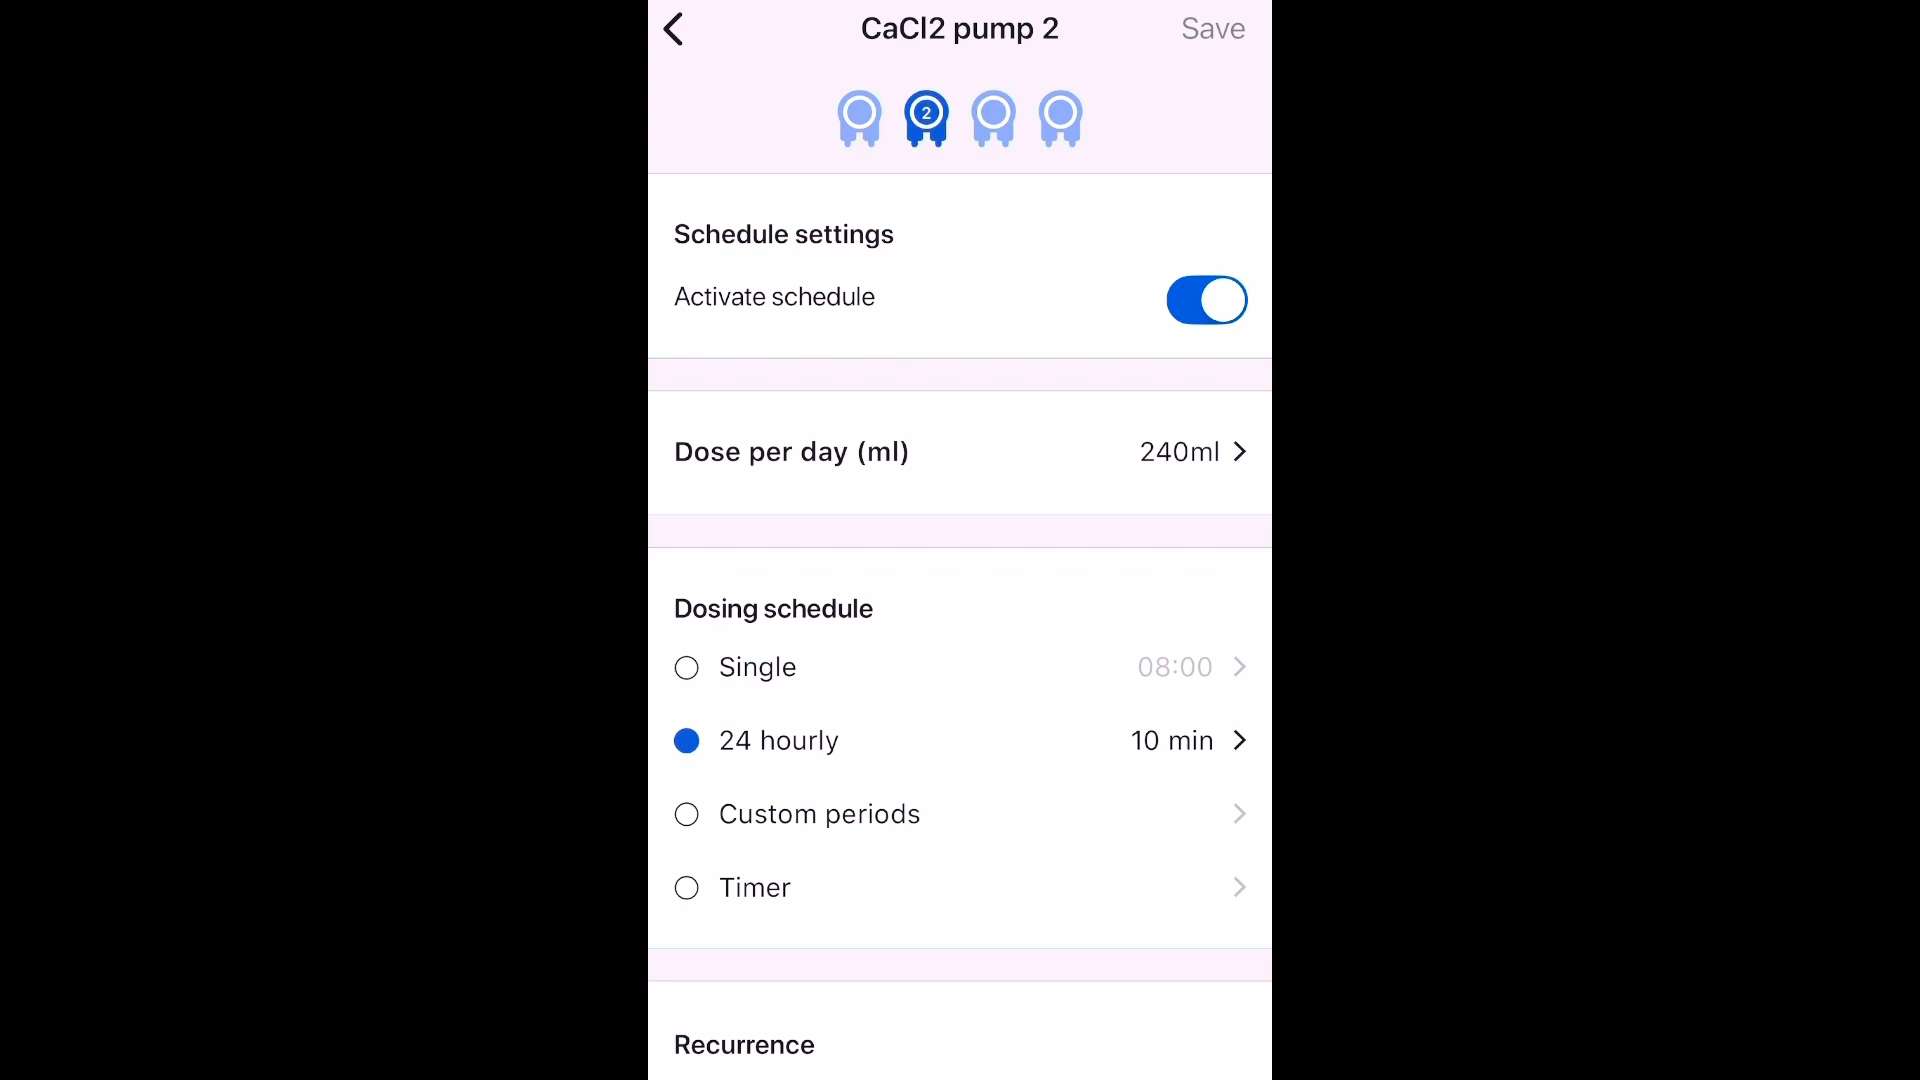 CaCl2 pump 2
Save
2
Schedule settings
Activate schedule
Dose per day (ml)
240ml
Dosing schedule
Single
08:00
24 hourly
10 min
Custom periods
Timer
Recurrence